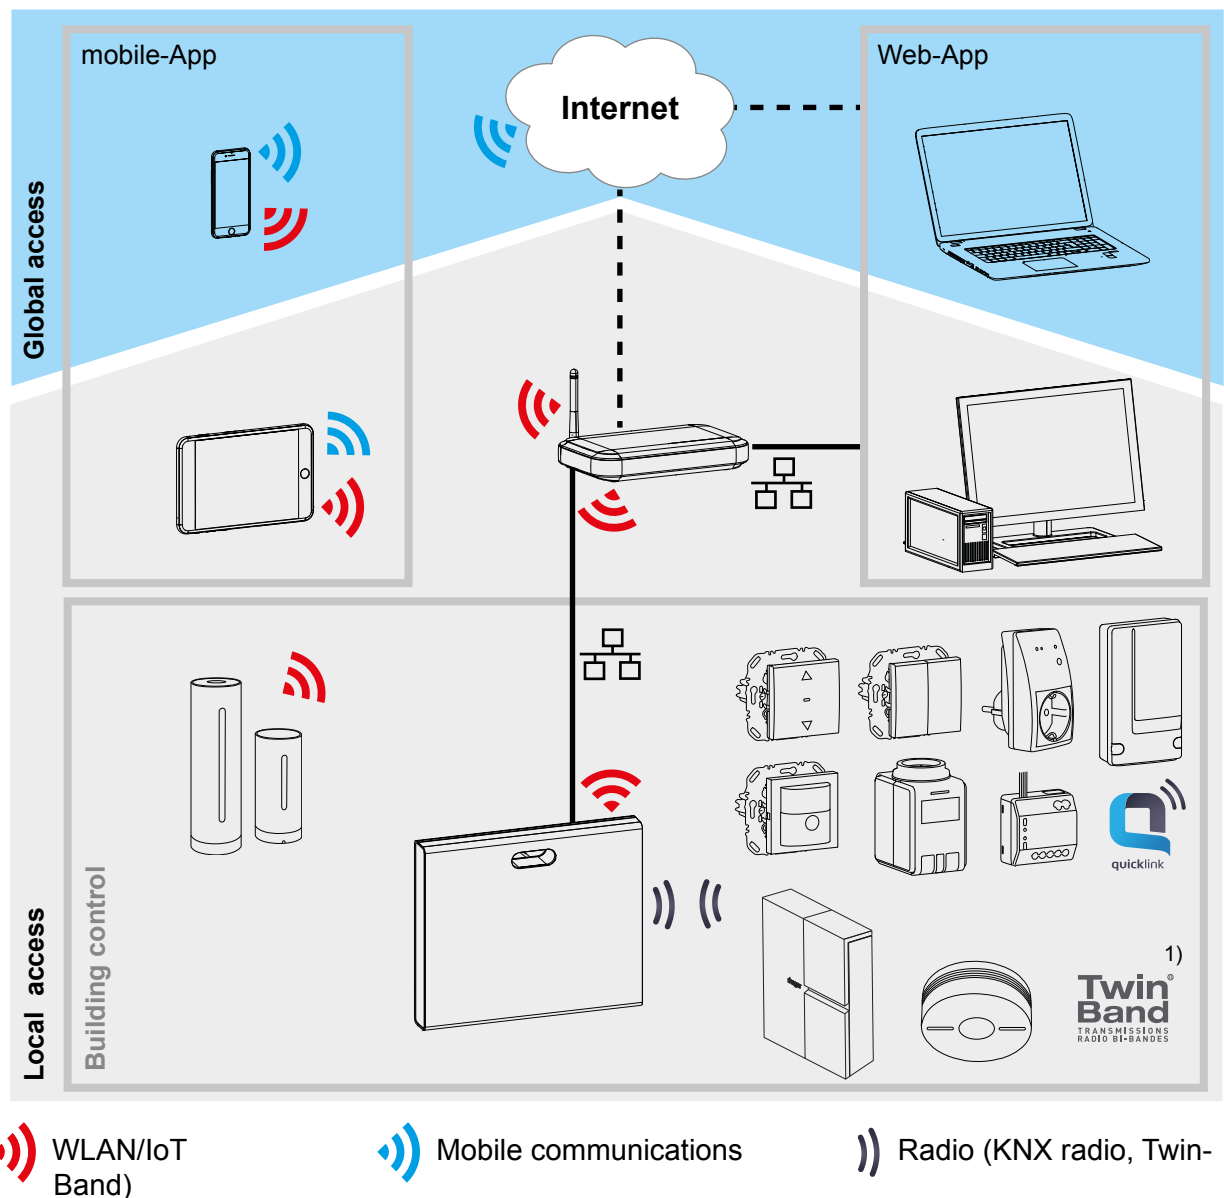 mobile-App
Internet
Web-App
Global access
Local access
Building control
quicklink
1)
Twin®
Band
TRANSMISSIONS
RADIO BI-BANDES
WLAN/IoT
Mobile communications
Radio (KNX radio, Twin-
Band)